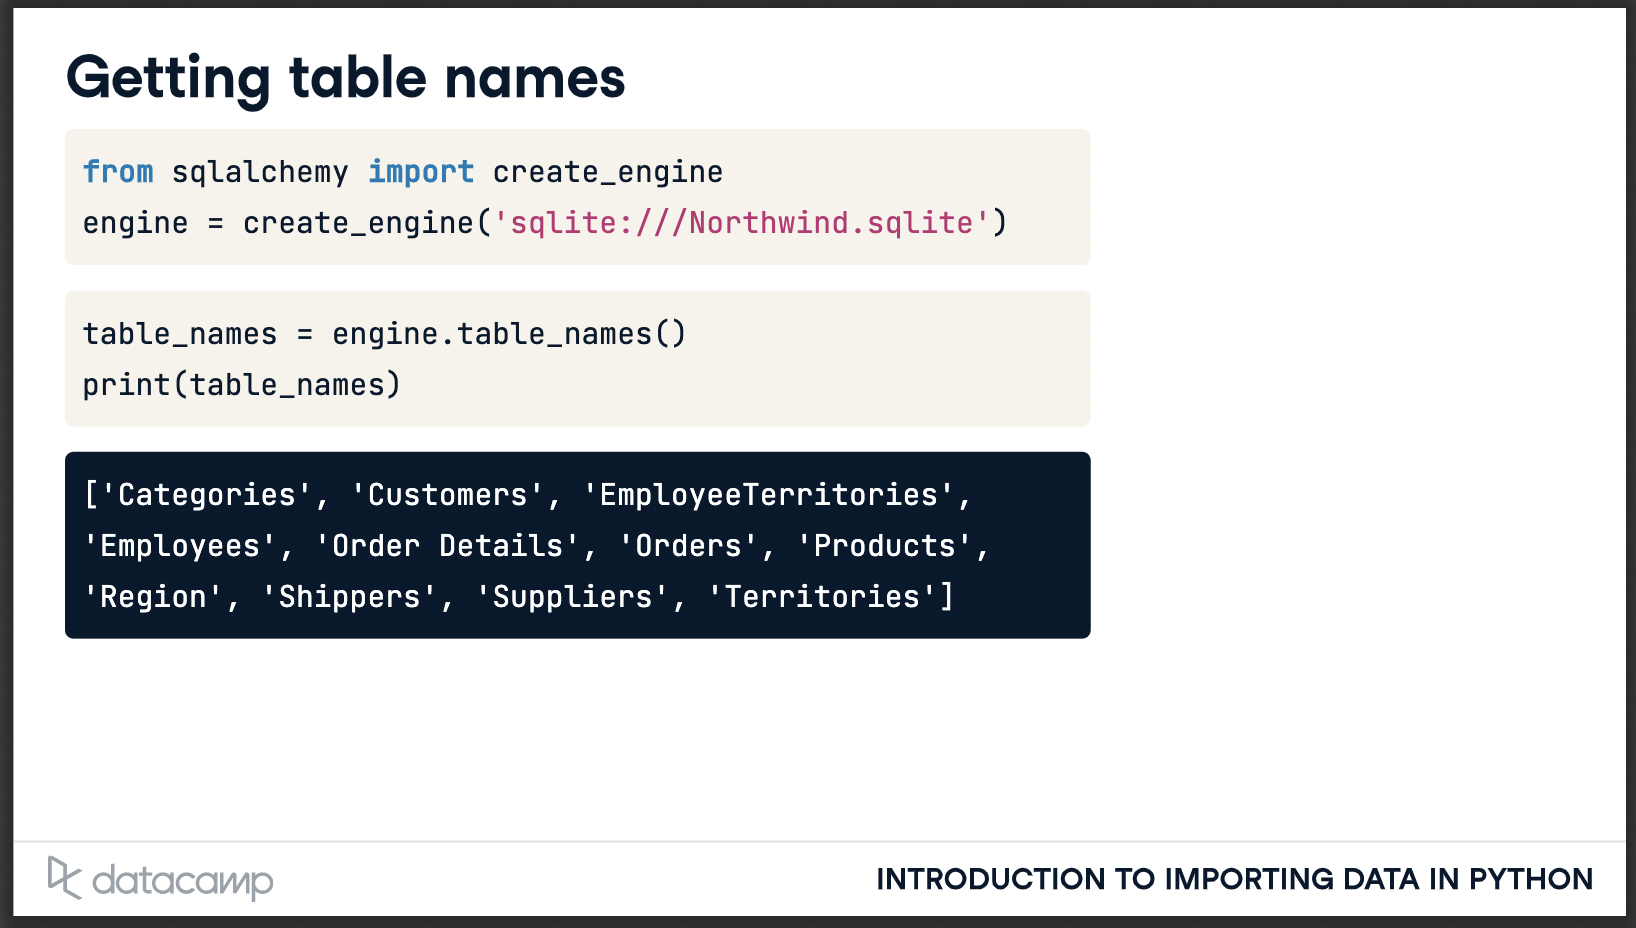 Getting table names
from sqlalchemy import create_engine
engine = create_engine('sqlite:///Northwind.sqlite')
table_names = engine.table_names()
print(table_names)
['Categories', 'Customers', 'EmployeeTerritories',
'Employees', 'Order Details', 'Orders', 'Products',
'Region', 'Shippers', 'Suppliers', 'Territories']
datacamp
INTRODUCTION TO IMPORTING DATA IN PYTHON